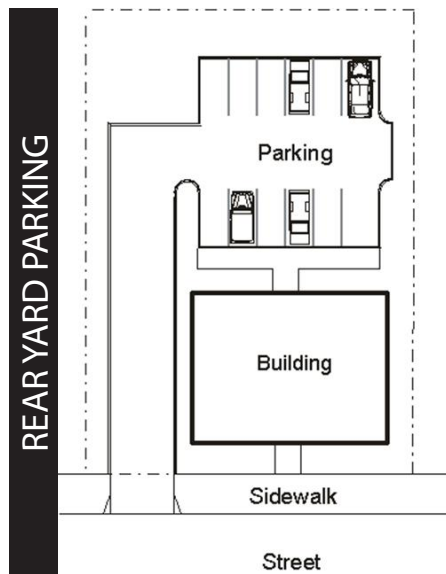 REAR YARD PARKING
Parking
Building
Sidewalk
Street